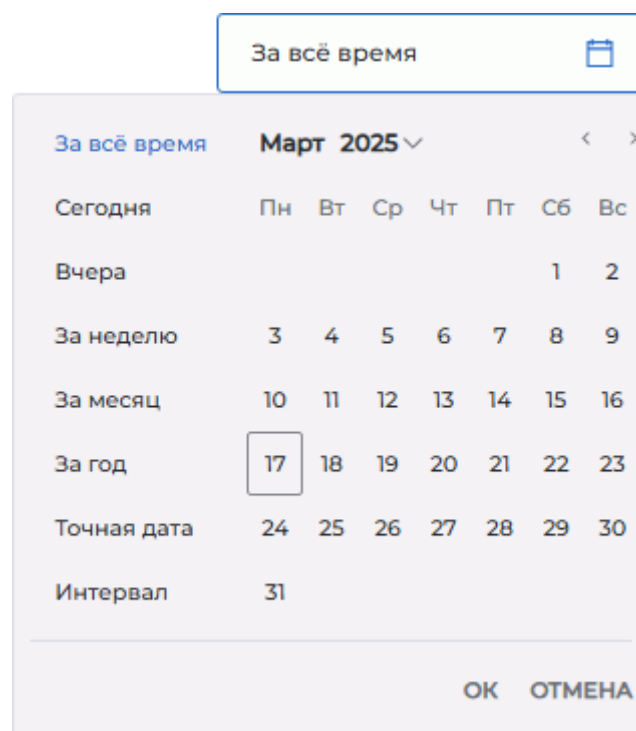 За всё время
За всё время Март 2025
Сегодня Пн Вт Ср Чт Пт Сб Вс
Вчера 1 2
За неделю 3 4 5 6 7 8 9
За месяц 10 11 12 13 14 15 16
За год 17 18 19 20 21 22 23
Точная дата 24 25 26 27 28 29 30
Интервал 31
ОК ОТМЕНА